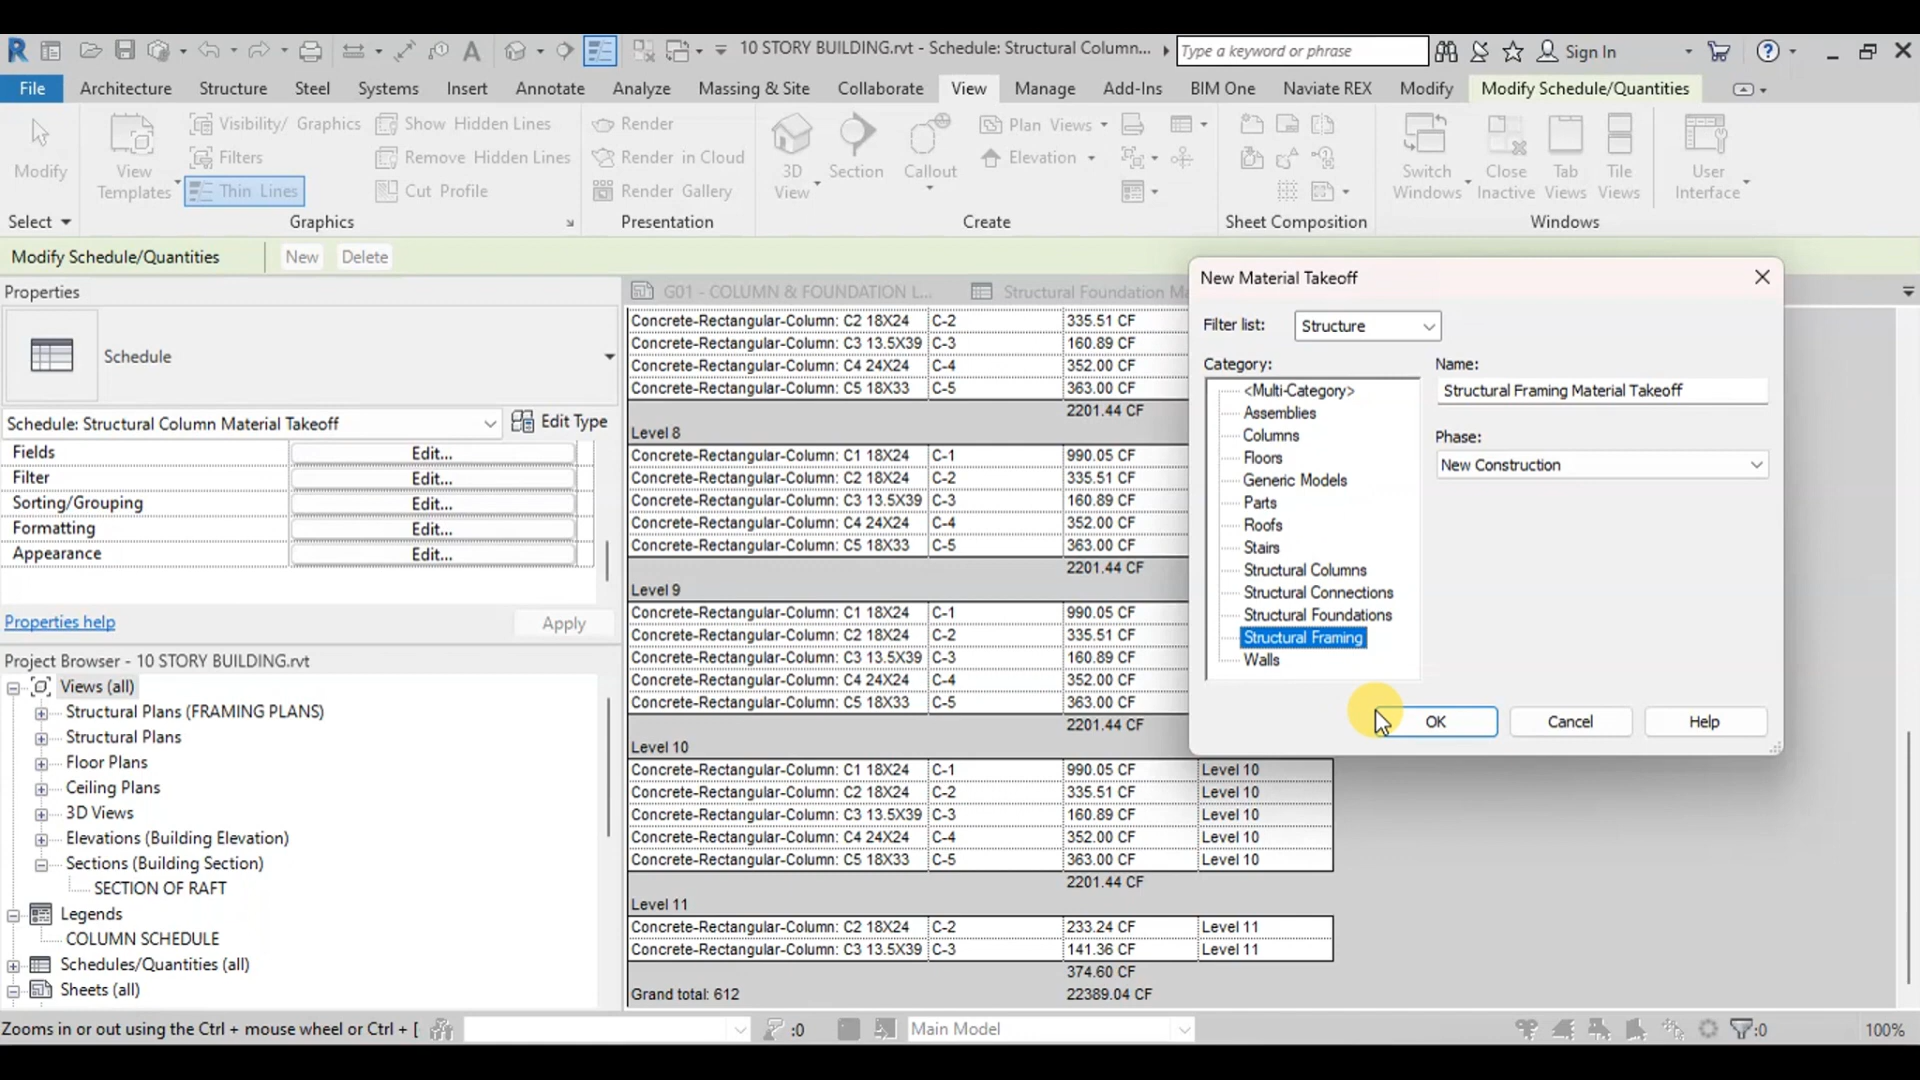 10 STORY BUILDING.rvt - Schedule: Structural Column...
Type a keyword or phrase
Sign In
File
Architecture
Structure
Steel
Systems
Insert
Annotate
Analyze
Massing & Site
Collaborate
View
Manage
Add-Ins
BIM One
Naviate REX
Modify
Modify Schedule/Quantities
Modify
View
Templates
Visibility/ Graphics
Filters
Thin Lines
Show Hidden Lines
Remove Hidden Lines
Cut Profile
Render
Render in Cloud
Render Gallery
3D
View
Section
Callout
Plan Views
Elevation
Switch
Windows
Close
Inactive
Tab
Views
Tile
Views
User
Interface
Select
Graphics
Presentation
Create
Sheet Composition
Windows
Modify Schedule/Quantities
New
Delete
Properties
Schedule
Schedule: Structural Column Material Takeoff
Edit Type
Fields
Edit...
Filter
Edit...
Sorting/Grouping
Edit...
Formatting
Edit...
Appearance
Edit...
Properties help
Apply
Project Browser - 10 STORY BUILDING.rvt
Views (all)
Structural Plans (FRAMING PLANS)
Structural Plans
Floor Plans
Ceiling Plans
3D Views
Elevations (Building Elevation)
Sections (Building Section)
SECTION OF RAFT
Legends
COLUMN SCHEDULE
Schedules/Quantities (all)
Sheets (all)
G01 - COLUMN & FOUNDATION L...
Structural Foundation Ma
Concrete-Rectangular-Column: C2 18X24 C-2 335.51 CF
Concrete-Rectangular-Column: C3 13.5X39 C-3 160.89 CF
Concrete-Rectangular-Column: C4 24X24 C-4 352.00 CF
Concrete-Rectangular-Column: C5 18X33 C-5 363.00 CF
2201.44 CF
Level 8
Concrete-Rectangular-Column: C1 18X24 C-1 990.05 CF
Concrete-Rectangular-Column: C2 18X24 C-2 335.51 CF
Concrete-Rectangular-Column: C3 13.5X39 C-3 160.89 CF
Concrete-Rectangular-Column: C4 24X24 C-4 352.00 CF
Concrete-Rectangular-Column: C5 18X33 C-5 363.00 CF
2201.44 CF
Level 9
Concrete-Rectangular-Column: C1 18X24 C-1 990.05 CF
Concrete-Rectangular-Column: C2 18X24 C-2 335.51 CF
Concrete-Rectangular-Column: C3 13.5X39 C-3 160.89 CF
Concrete-Rectangular-Column: C4 24X24 C-4 352.00 CF
Concrete-Rectangular-Column: C5 18X33 C-5 363.00 CF
2201.44 CF
Level 10
Concrete-Rectangular-Column: C1 18X24 C-1 990.05 CF Level 10
Concrete-Rectangular-Column: C2 18X24 C-2 335.51 CF Level 10
Concrete-Rectangular-Column: C3 13.5X39 C-3 160.89 CF Level 10
Concrete-Rectangular-Column: C4 24X24 C-4 352.00 CF Level 10
Concrete-Rectangular-Column: C5 18X33 C-5 363.00 CF Level 10
2201.44 CF
Level 11
Concrete-Rectangular-Column: C2 18X24 C-2 233.24 CF Level 11
Concrete-Rectangular-Column: C3 13.5X39 C-3 141.36 CF Level 11
374.60 CF
Grand total: 612 22389.04 CF
New Material Takeoff
Filter list:
Structure
Category:
<Multi-Category>
Assemblies
Columns
Floors
Generic Models
Parts
Roofs
Stairs
Structural Columns
Structural Connections
Structural Foundations
Structural Framing
Walls
Name:
Structural Framing Material Takeoff
Phase:
New Construction
OK
Cancel
Help
Zooms in or out using the Ctrl + mouse wheel or Ctrl + [
:0
Main Model
:0
100%